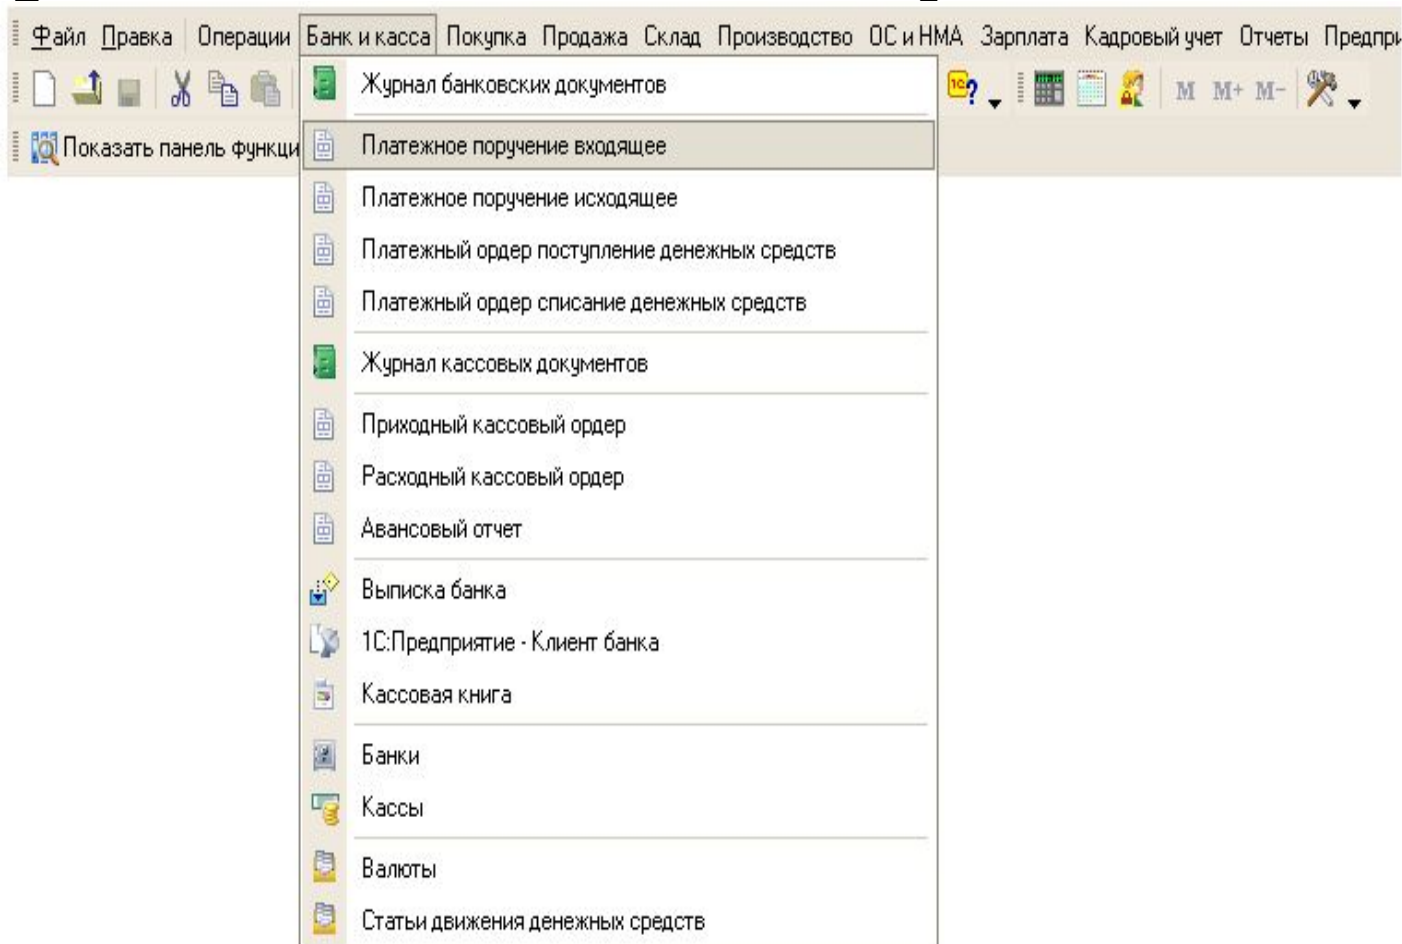 Файл Правка Операции Банк и касса Покупка Продажа Склад Производство ОС и НМА Зарплата Кадровый учет Отчеты Предпри
Журнал банковских документов
М М+ М-
Показать панель функци
Платежное поручение входящее
Платежное поручение исходящее
Платежный ордер поступление денежных средств
Платежный ордер списание денежных средств
Журнал кассовых документов
Приходный кассовый ордер
Расходный кассовый ордер
Авансовый отчет
Выписка банка
1С:Предприятие - Клиент банка
Кассовая книга
Банки
Кассы
Валюты
Статьи движения денежных средств